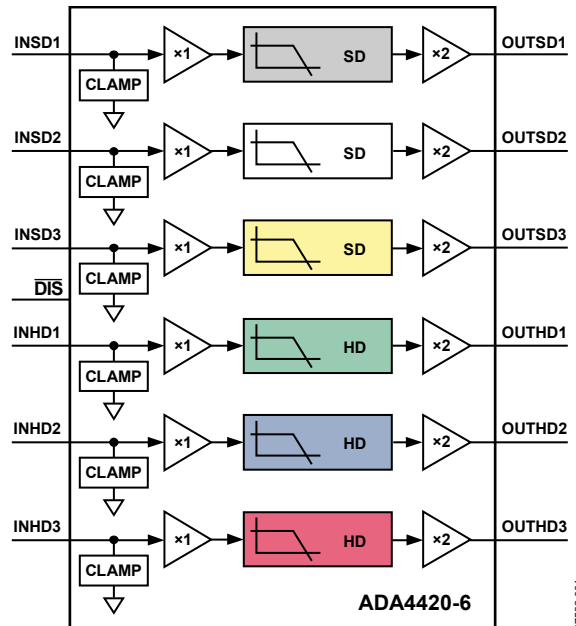 INSD1 ×1 SD ×2 OUTSD1
CLAMP
INSD2 ×1 SD ×2 OUTSD2
CLAMP
INSD3 ×1 SD ×2 OUTSD3
CLAMP
DIS
INHD1 ×1 HD ×2 OUTHD1
CLAMP
INHD2 ×1 HD ×2 OUTHD2
CLAMP
INHD3 ×1 HD ×2 OUTHD3
CLAMP
ADA4420-6